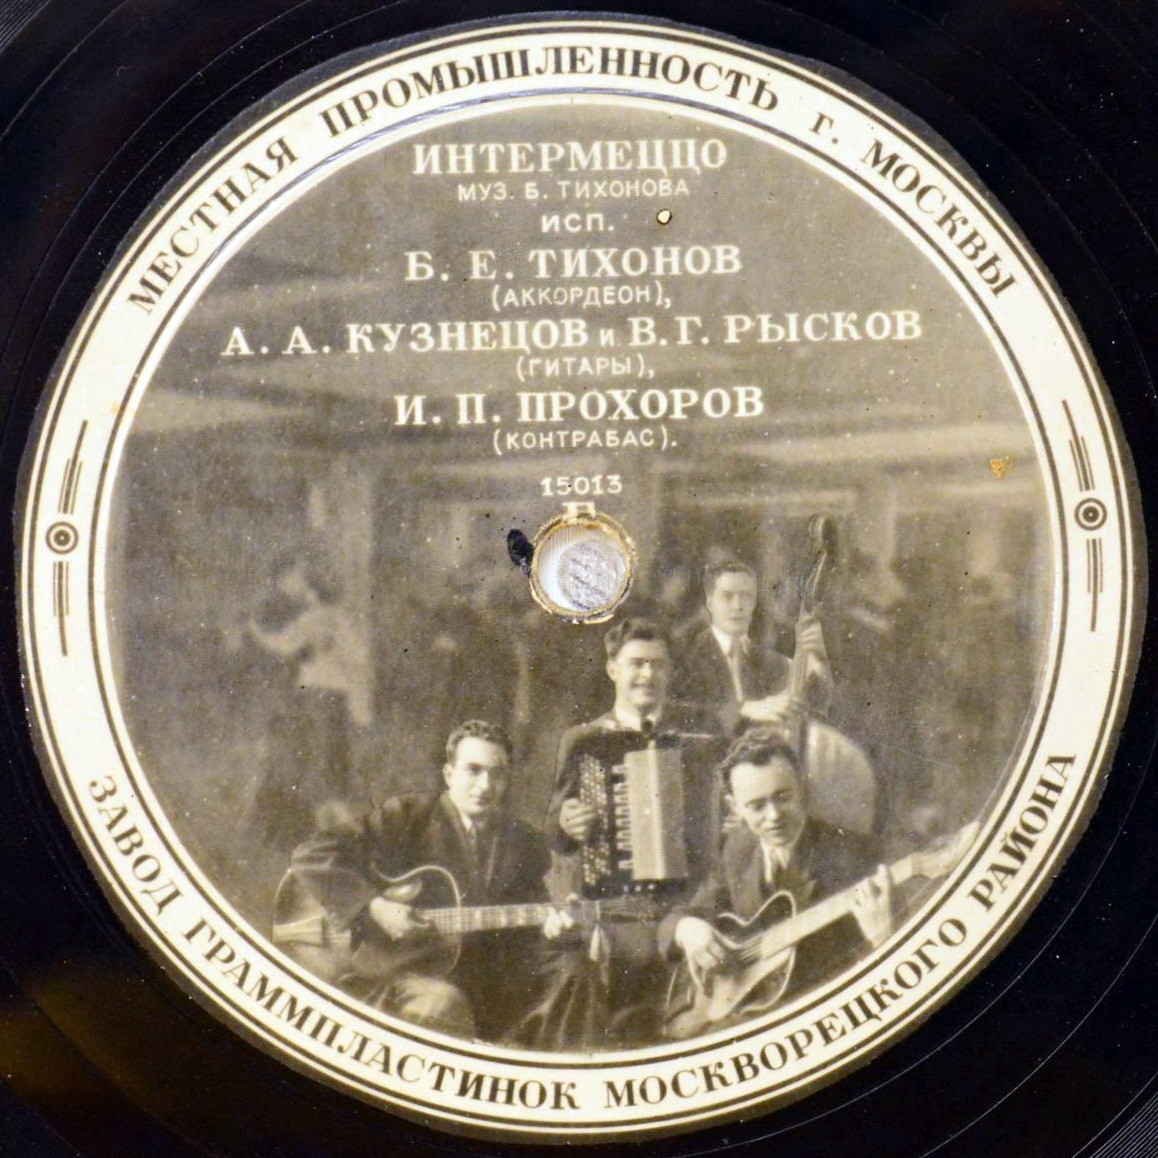 МЕСТНАЯ ПРОМЫШЛЕННОСТЬ г. МОСКВЫ
ИНТЕРМЕЦЦО
МУЗ. Б. ТИХОНОВА
ИСП.
Б. Е. ТИХОНОВ
(АККОРДЕОН),
А. А. КУЗНЕЦОВ и В. Г. РЫСКОВ
(ГИТАРЫ),
И. П. ПРОХОРОВ
(КОНТРАБАС).
15013
ЗАВОД ГРАММПЛАСТИНОК МОСКВОРЕЦКОГО РАЙОНА